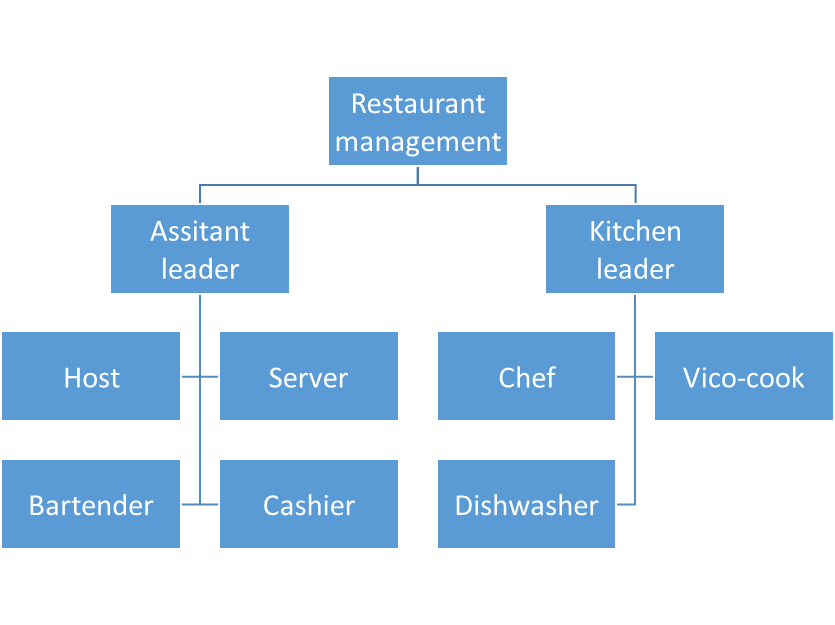 Restaurant
management
Assitant
leader
Kitchen
leader
Host
Server
Chef
Vico-cook
Bartender
Cashier
Dishwasher